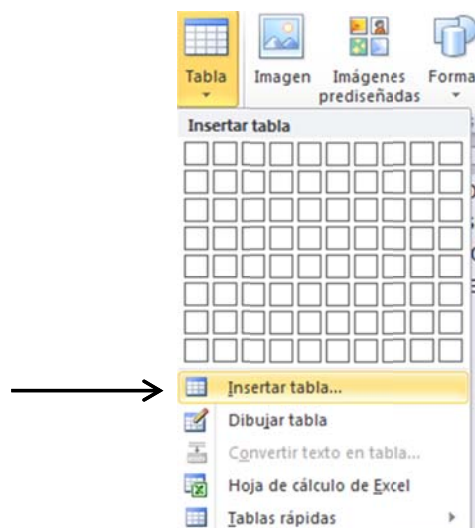 Tabla Imagen Imágenes Forma
prediseñadas
Insertar tabla
Insertar tabla...
Dibujar tabla
Convertir texto en tabla...
Hoja de cálculo de Excel
Tablas rápidas